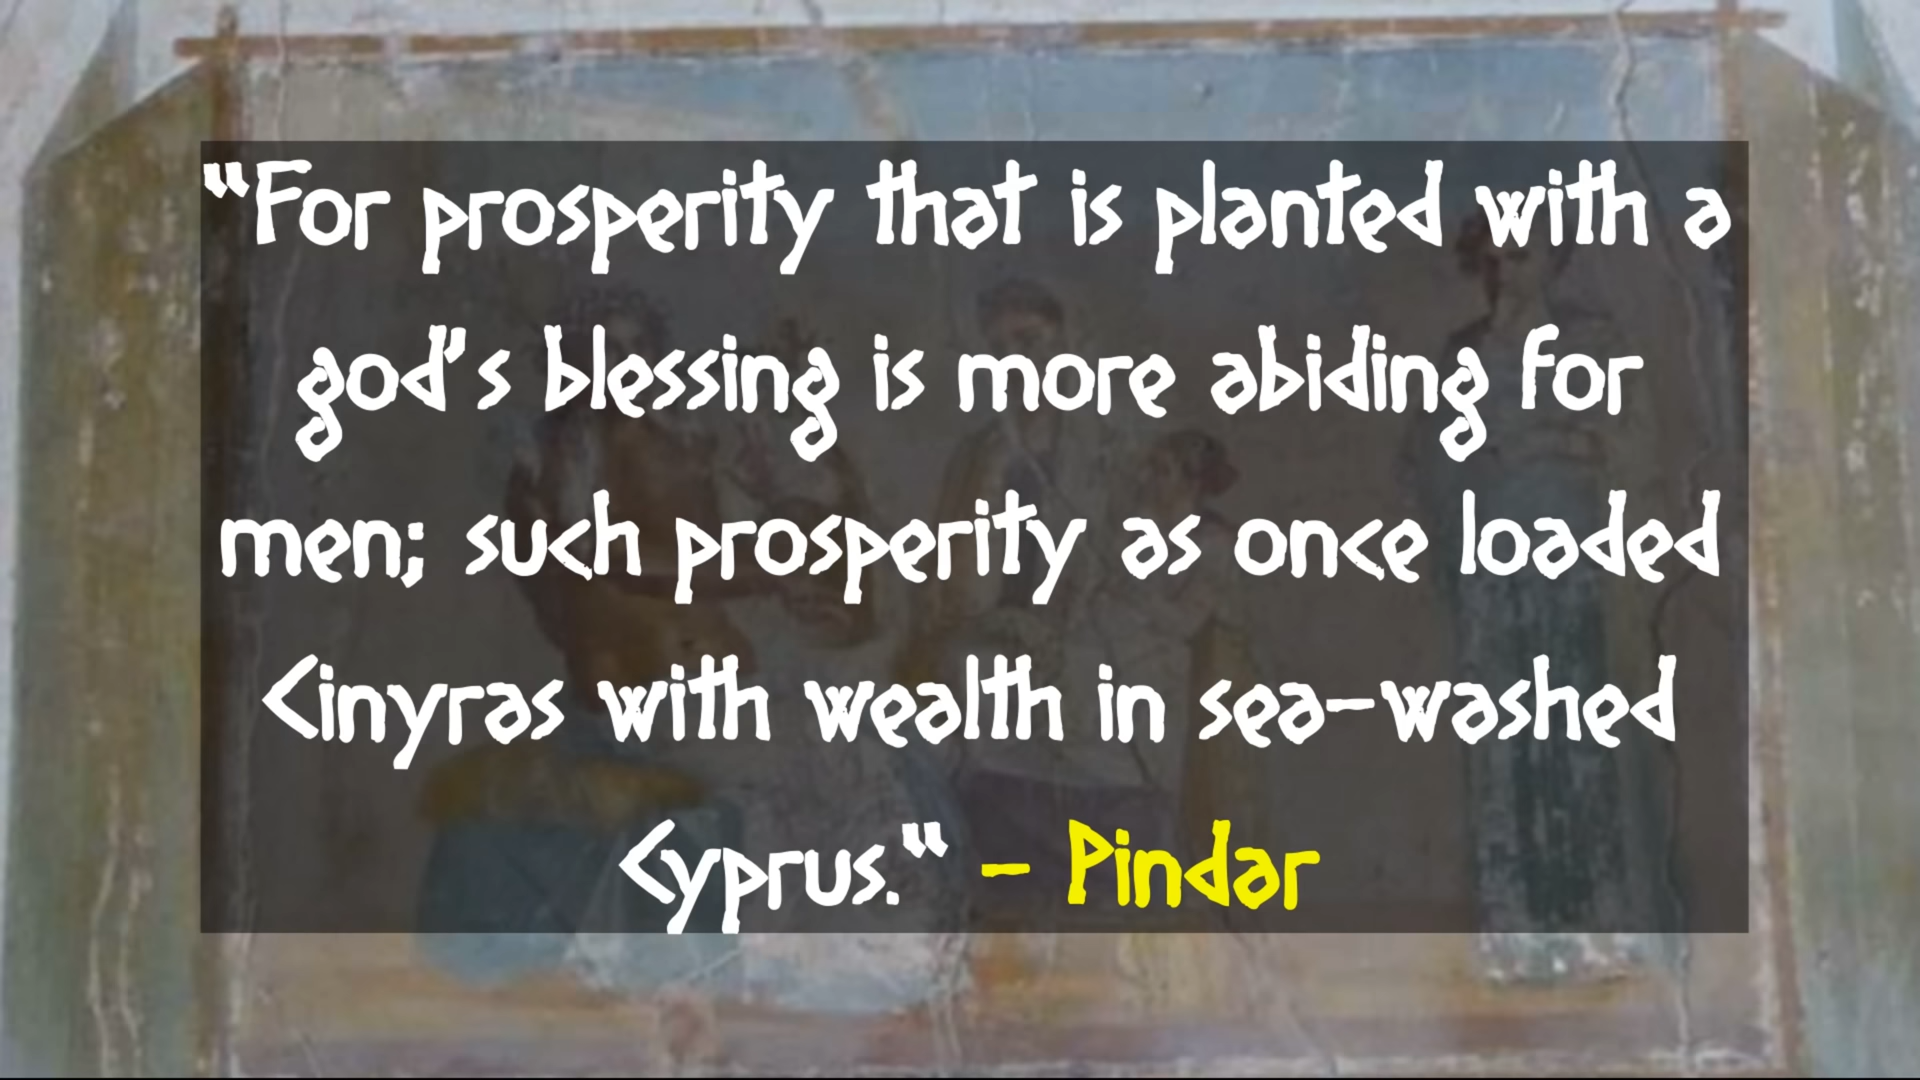 "For prosperity that is planted with a
god's blessing is more abiding for
men; such prosperity as once loaded
Cinyras with wealth in sea-washed
Cyprus." - Pindar